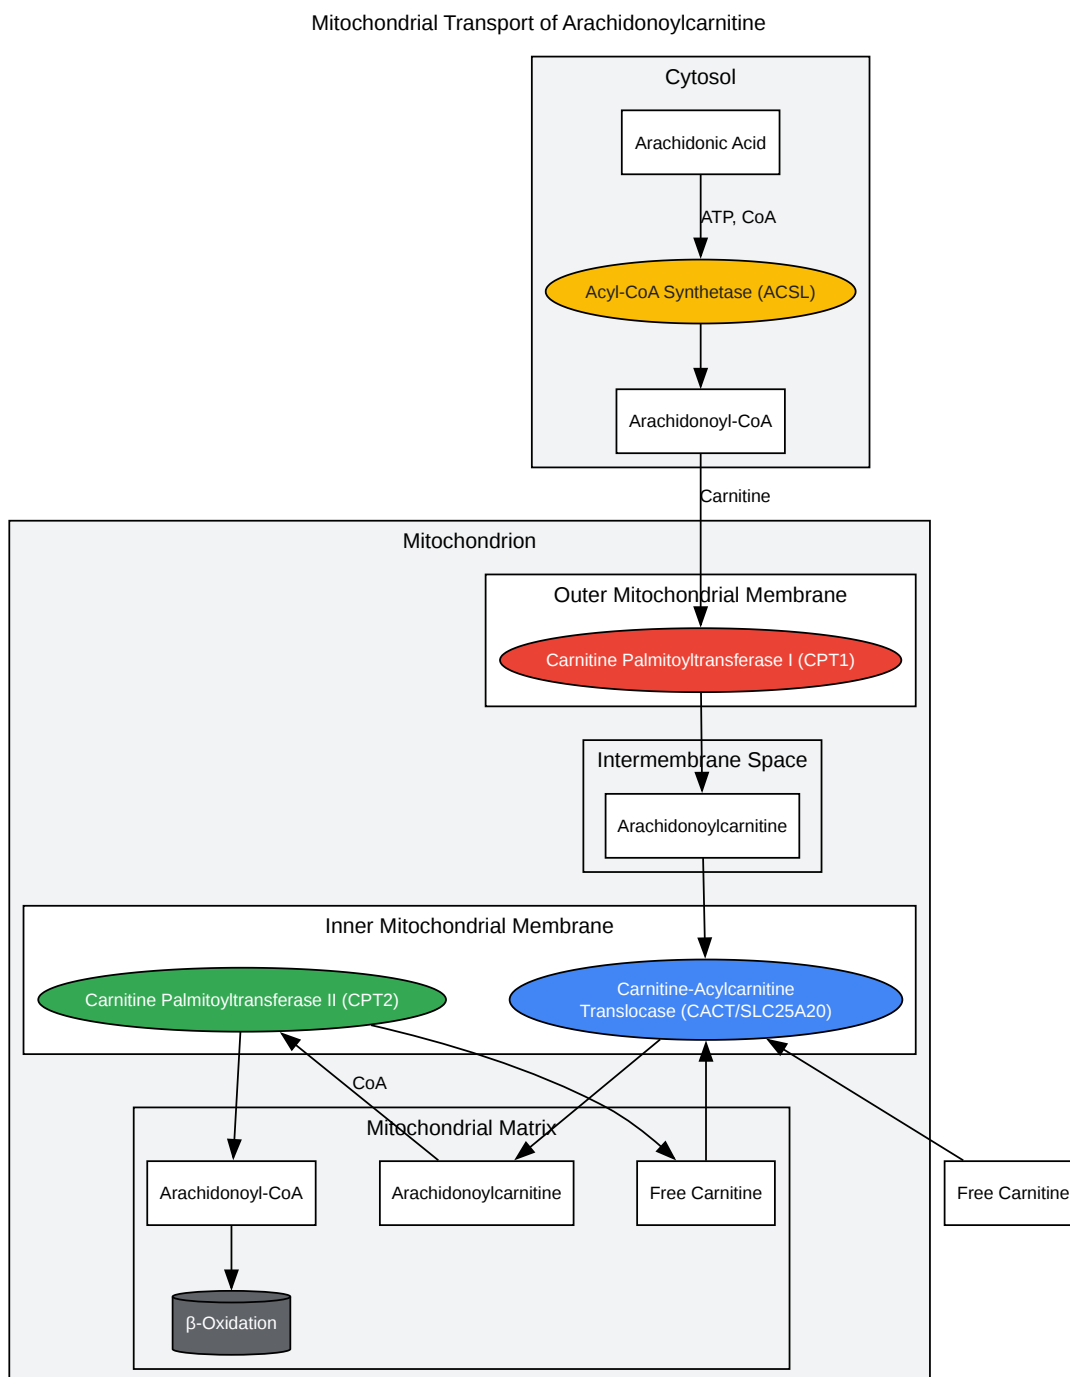 Mitochondrial Transport of Arachidonoylcarnitine
Cytosol
Arachidonic Acid
ATP, CoA
Acyl-CoA Synthetase (ACSL)
Arachidonoyl-CoA
Carnitine
Mitochondrion
Outer Mitochondrial Membrane
Carnitine Palmitoyltransferase I (CPT1)
Intermembrane Space
Arachidonoylcarnitine
Inner Mitochondrial Membrane
Carnitine Palmitoyltransferase II (CPT2)
Carnitine-Acylcarnitine
Translocase (CACT/SLC25A20)
CoA
Mitochondrial Matrix
Arachidonoyl-CoA
Arachidonoylcarnitine
Free Carnitine
Free Carnitine
β-Oxidation